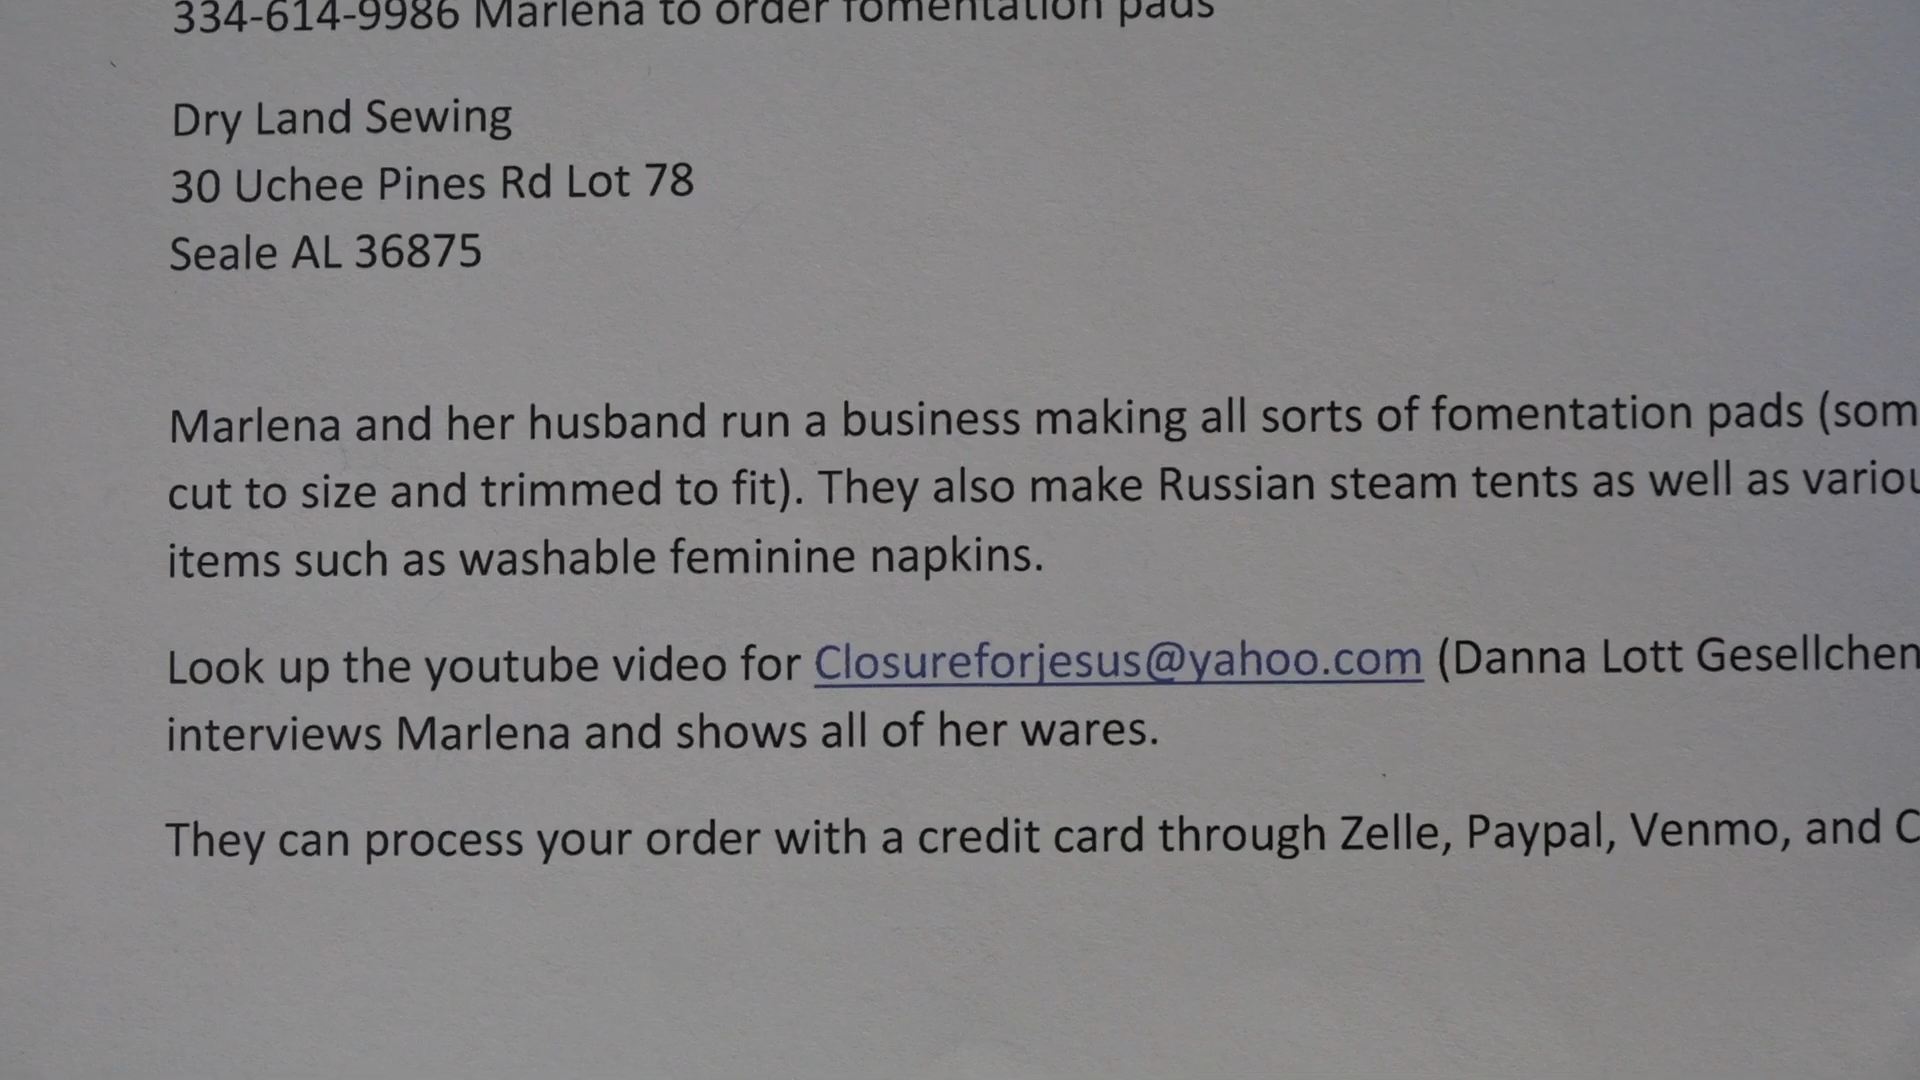 334-614-9986 Marlena to order fomentation pads
Dry Land Sewing
30 Uchee Pines Rd Lot 78
Seale AL 36875
Marlena and her husband run a business making all sorts of fomentation pads (som
cut to size and trimmed to fit). They also make Russian steam tents as well as variou
items such as washable feminine napkins.
Look up the youtube video for Closureforjesus@yahoo.com (Danna Lott Gesellchen
interviews Marlena and shows all of her wares.
They can process your order with a credit card through Zelle, Paypal, Venmo, and C